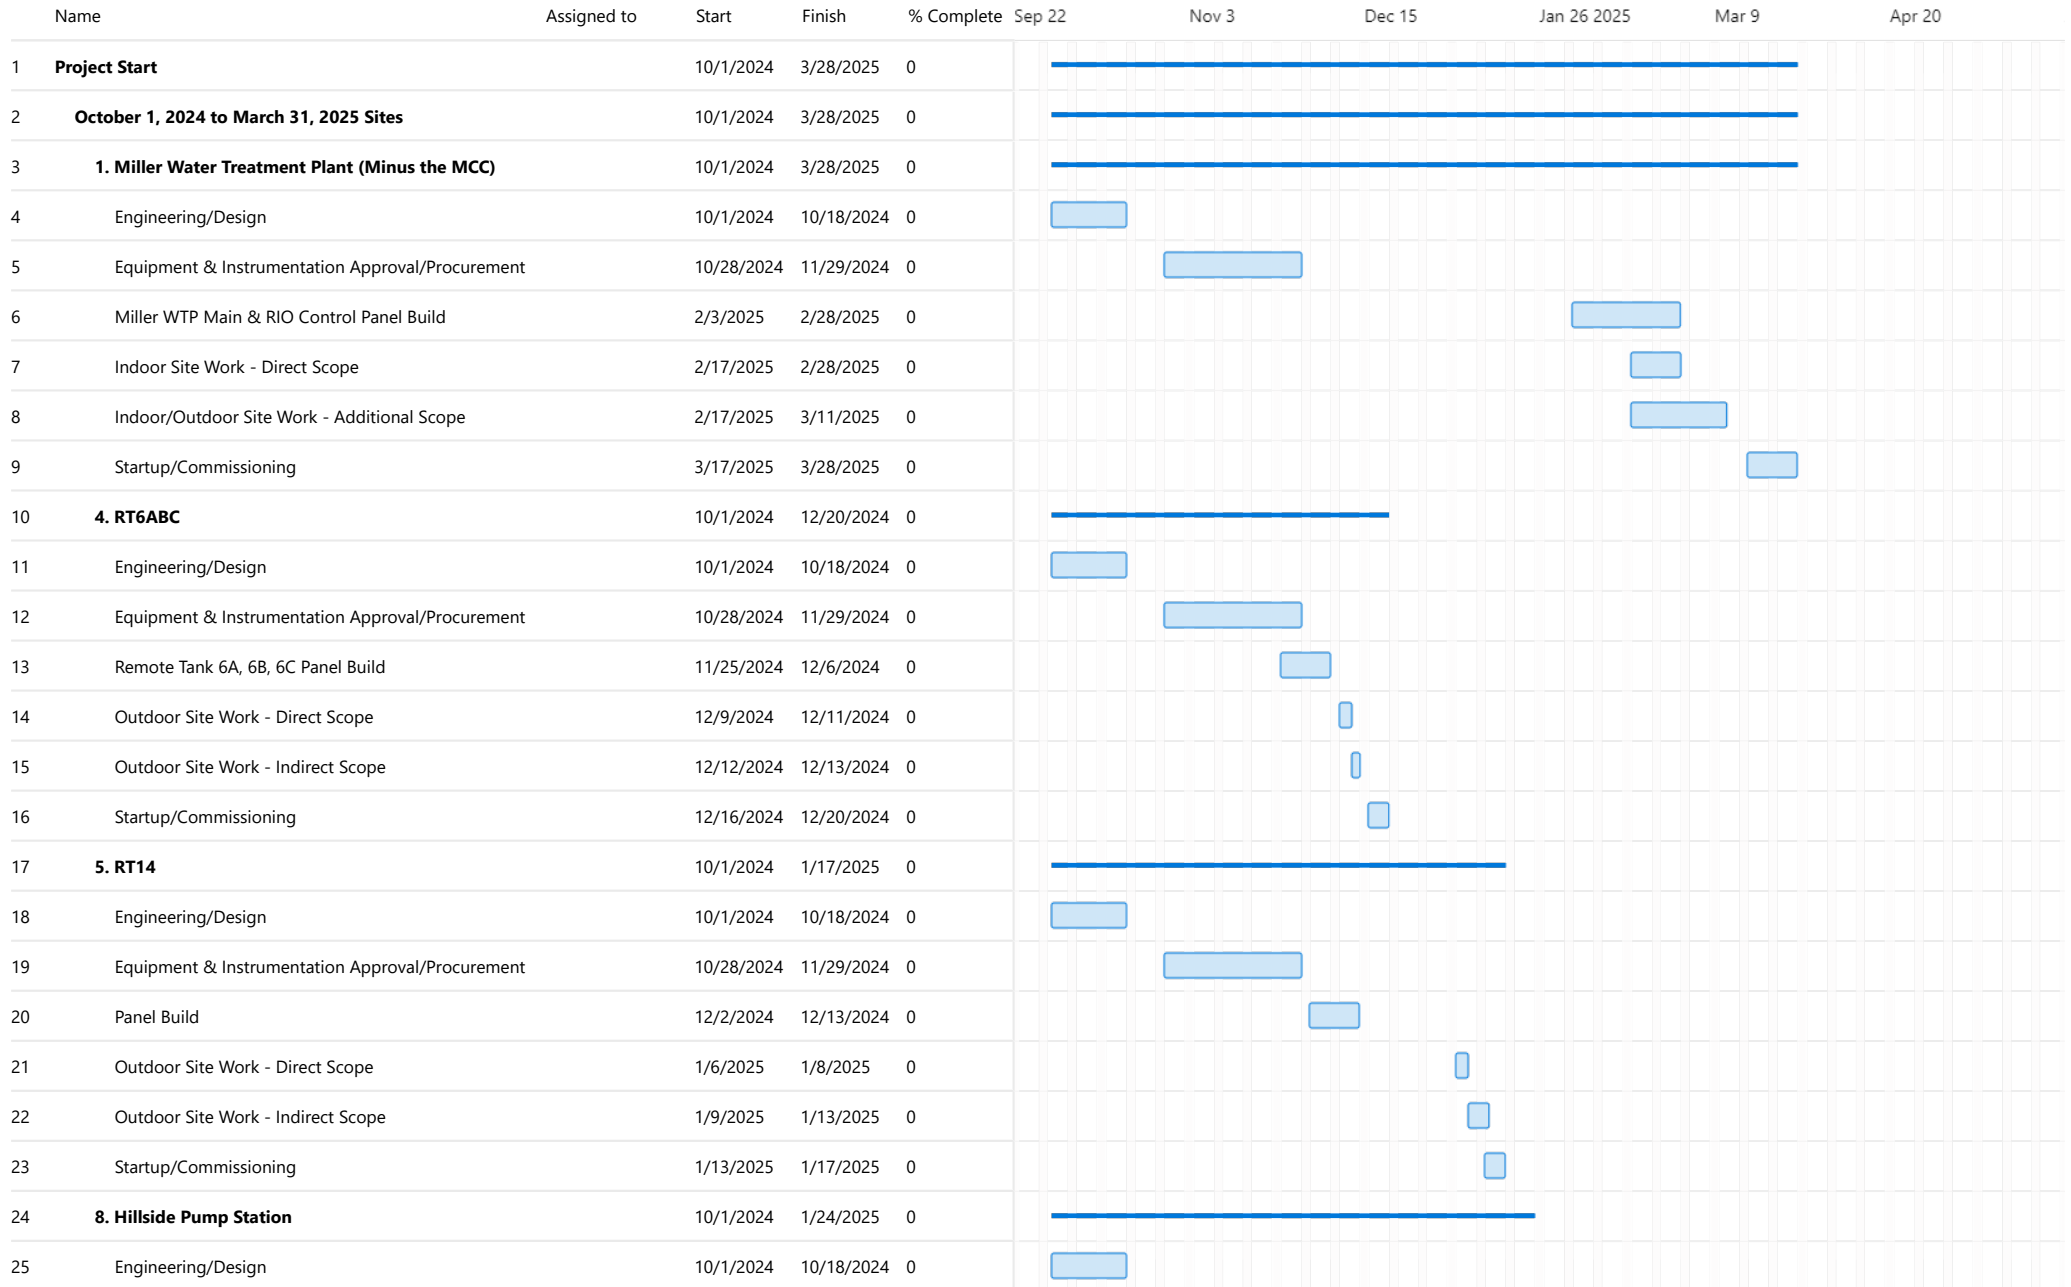 Name Assigned to Start Finish % Complete Sep 22 Nov 3 Dec 15 Jan 26 2025 Mar 9 Apr 20
1 Project Start 10/1/2024 3/28/2025 0
2 October 1, 2024 to March 31, 2025 Sites 10/1/2024 3/28/2025 0
3 1. Miller Water Treatment Plant (Minus the MCC) 10/1/2024 3/28/2025 0
4 Engineering/Design 10/1/2024 10/18/2024 0
5 Equipment & Instrumentation Approval/Procurement 10/28/2024 11/29/2024 0
6 Miller WTP Main & RIO Control Panel Build 2/3/2025 2/28/2025 0
7 Indoor Site Work - Direct Scope 2/17/2025 2/28/2025 0
8 Indoor/Outdoor Site Work - Additional Scope 2/17/2025 3/11/2025 0
9 Startup/Commissioning 3/17/2025 3/28/2025 0
10 4. RT6ABC 10/1/2024 12/20/2024 0
11 Engineering/Design 10/1/2024 10/18/2024 0
12 Equipment & Instrumentation Approval/Procurement 10/28/2024 11/29/2024 0
13 Remote Tank 6A, 6B, 6C Panel Build 11/25/2024 12/6/2024 0
14 Outdoor Site Work - Direct Scope 12/9/2024 12/11/2024 0
15 Outdoor Site Work - Indirect Scope 12/12/2024 12/13/2024 0
16 Startup/Commissioning 12/16/2024 12/20/2024 0
17 5. RT14 10/1/2024 1/17/2025 0
18 Engineering/Design 10/1/2024 10/18/2024 0
19 Equipment & Instrumentation Approval/Procurement 10/28/2024 11/29/2024 0
20 Panel Build 12/2/2024 12/13/2024 0
21 Outdoor Site Work - Direct Scope 1/6/2025 1/8/2025 0
22 Outdoor Site Work - Indirect Scope 1/9/2025 1/13/2025 0
23 Startup/Commissioning 1/13/2025 1/17/2025 0
24 8. Hillside Pump Station 10/1/2024 1/24/2025 0
25 Engineering/Design 10/1/2024 10/18/2024 0